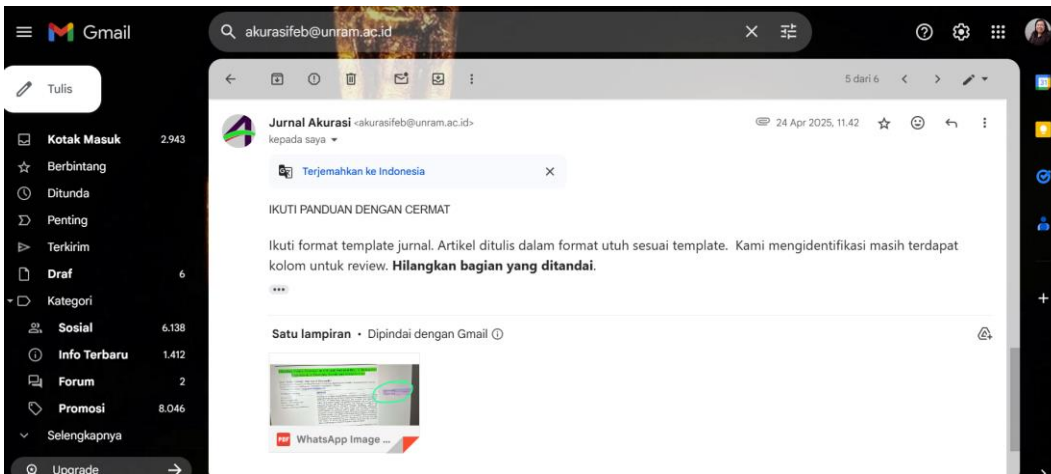 Gmail
akurasifeb@unram.ac.id
Tulis
5 dari 6
Kotak Masuk 2.943
Berbintang
Ditunda
Penting
Terkirim
Draf 6
Kategori
Sosial 6.138
Info Terbaru 1.412
Forum 2
Promosi 8.046
Selengkapnya
Upgrade
Jurnal Akurasi <akurasifeb@unram.ac.id>
24 Apr 2025, 11.42
kepada saya
Terjemahkan ke Indonesia
IKUTI PANDUAN DENGAN CERMAT
Ikuti format template jurnal. Artikel ditulis dalam format utuh sesuai template. Kami mengidentifikasi masih terdapat
kolom untuk review. Hilangkan bagian yang ditandai.
Satu lampiran • Dipindai dengan Gmail
PDF WhatsApp Image ...
31